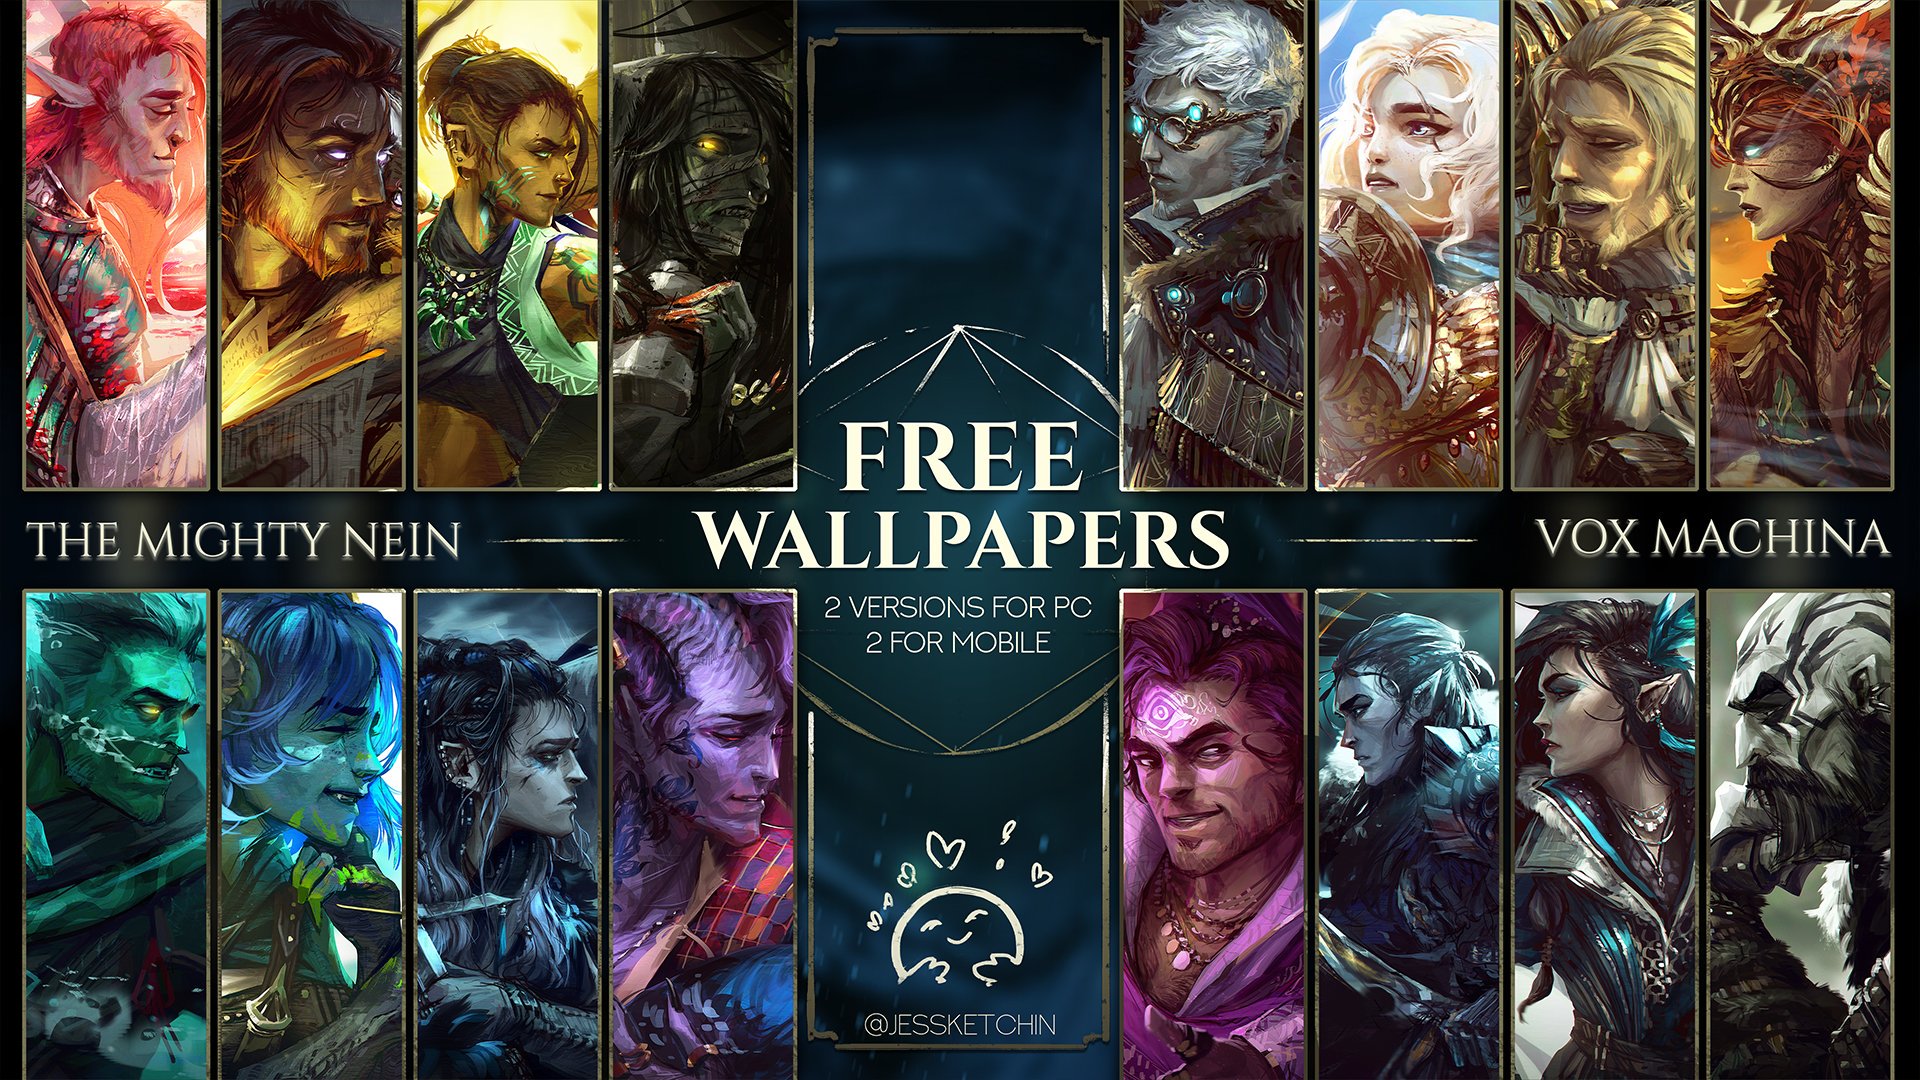 FREE
WALLPAPERS
THE MIGHTY NEIN
VOX MACHINA
2 VERSIONS FOR PC
2 FOR MOBILE
@JESSKETCHIN